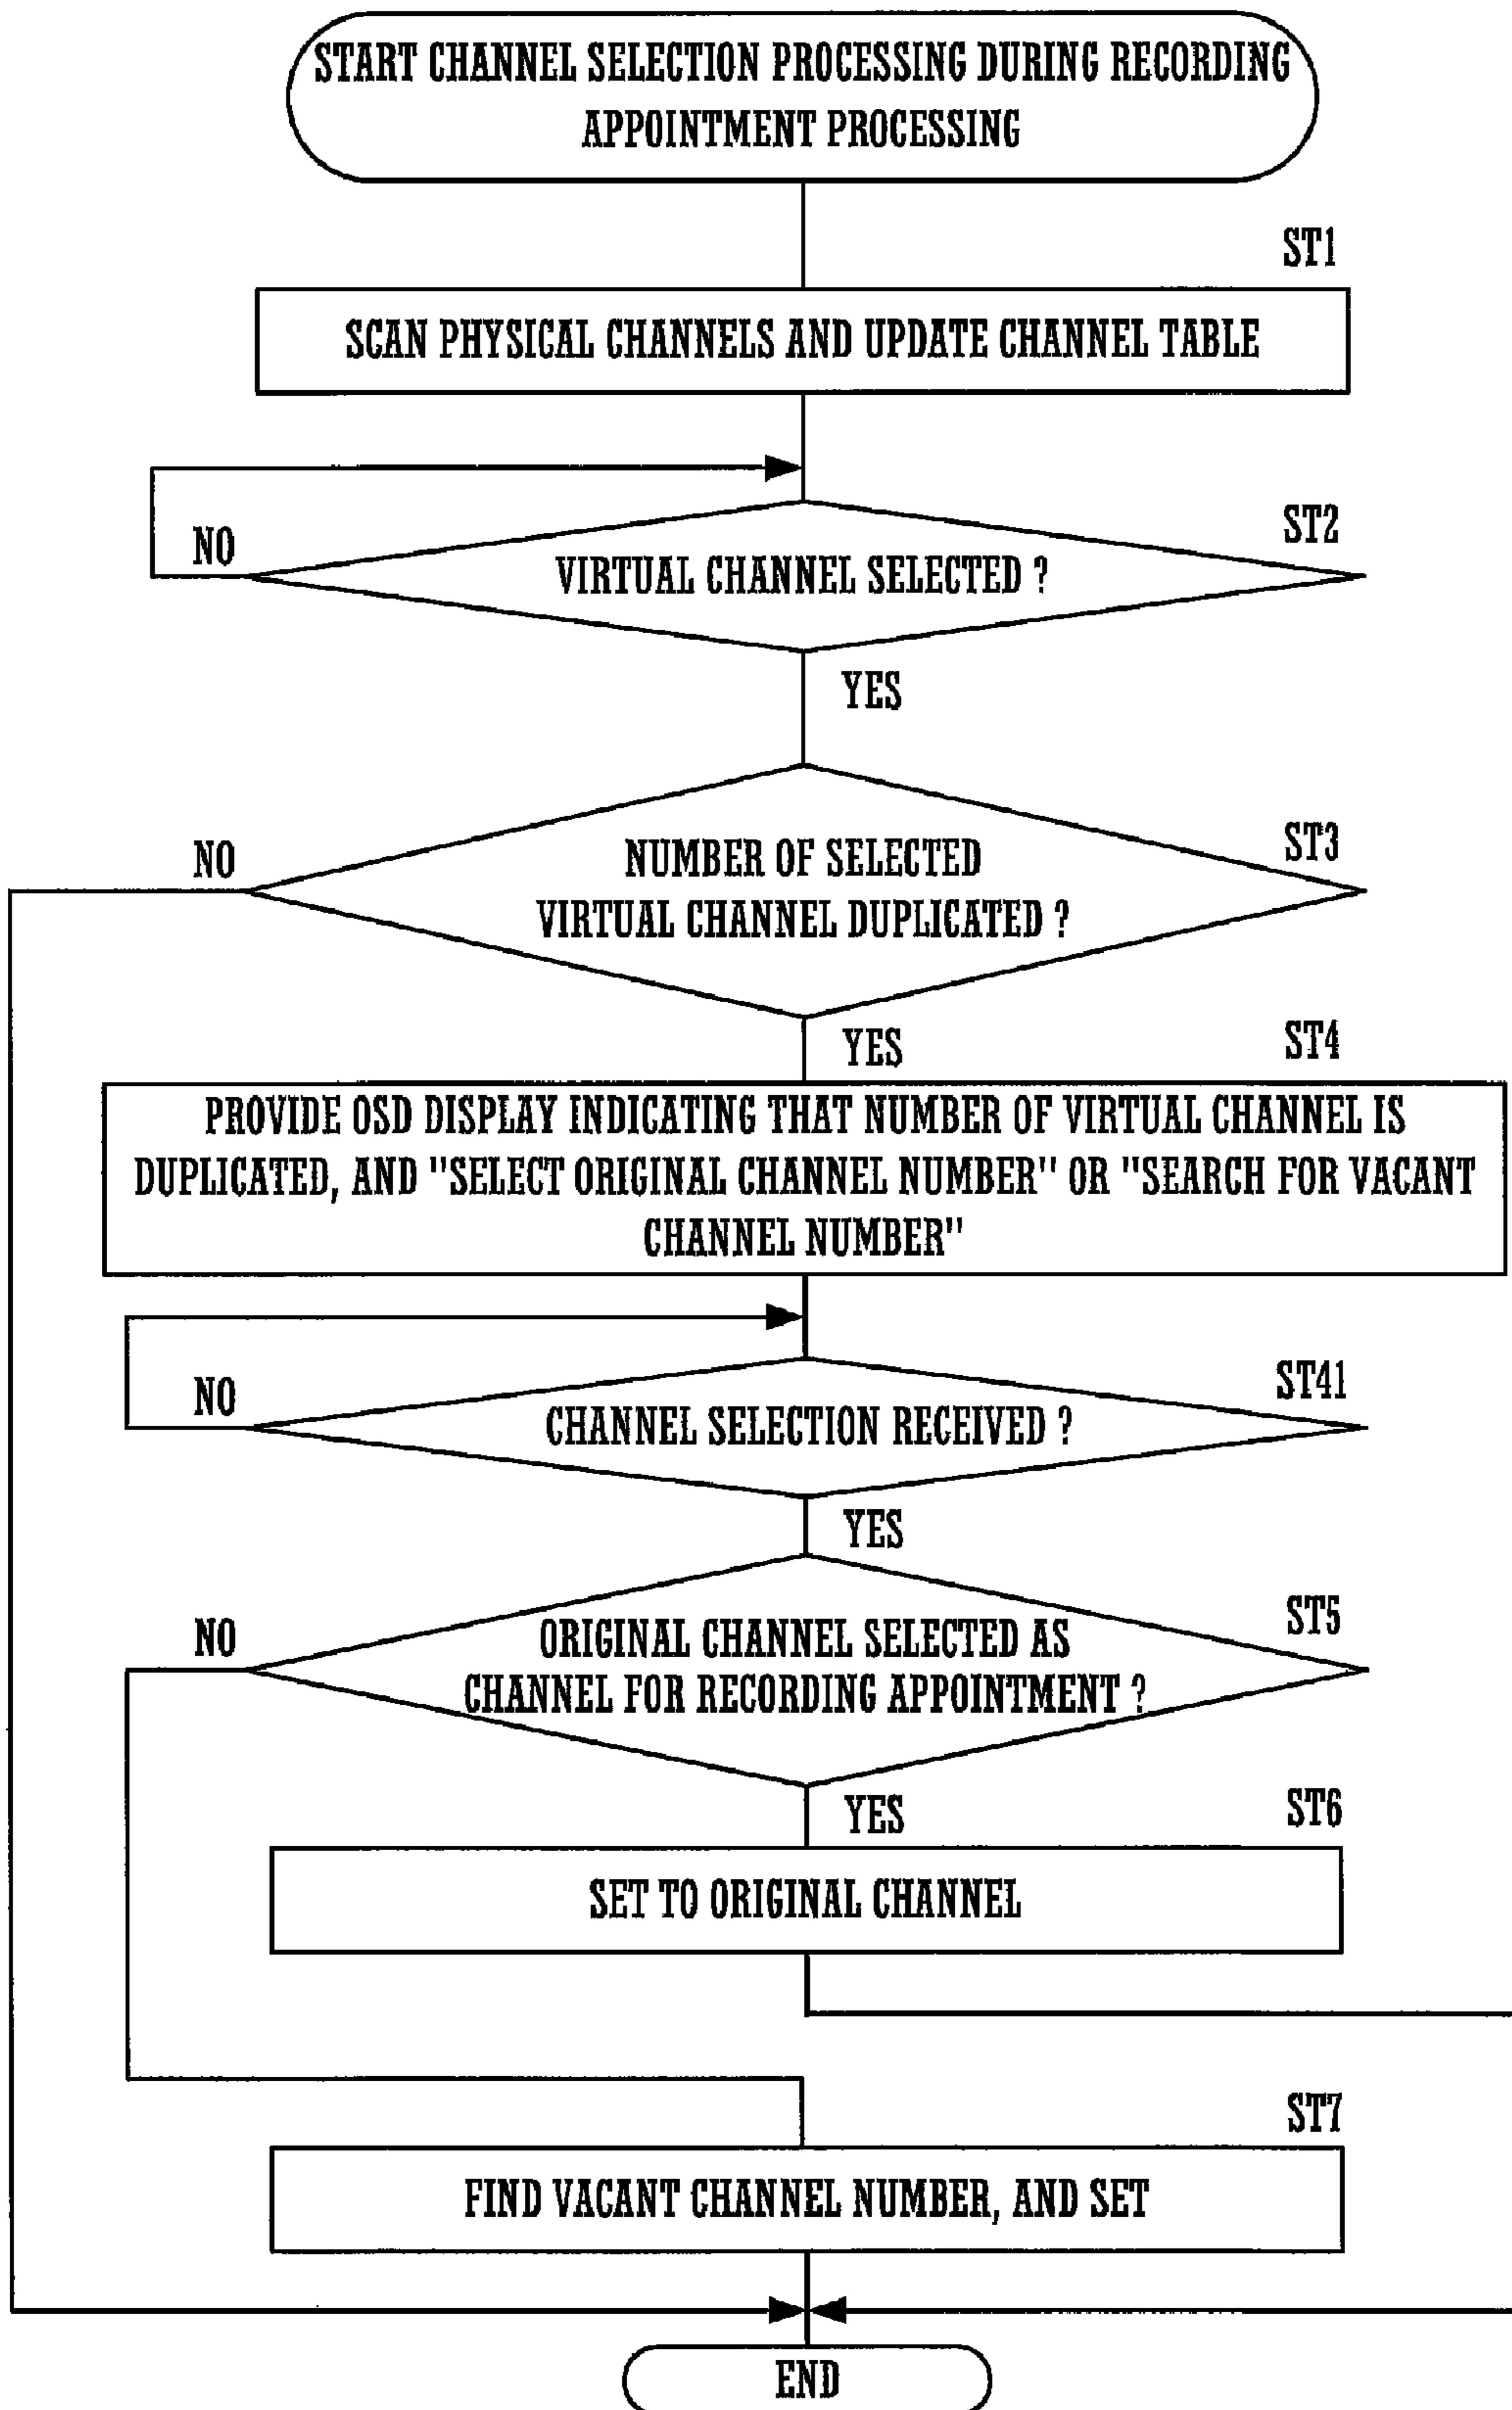 START CHANNEL SELECTION PROCESSING DURING RECORDING
APPOINTMENT PROCESSING
ST1
SCAN PHYSICAL CHANNELS AND UPDATE CHANNEL TABLE
NO
ST2
VIRTUAL CHANNEL SELECTED ?
YES
NO
ST3
NUMBER OF SELECTED
VIRTUAL CHANNEL DUPLICATED ?
YES
ST4
PROVIDE OSD DISPLAY INDICATING THAT NUMBER OF VIRTUAL CHANNEL IS
DUPLICATED, AND "SELECT ORIGINAL CHANNEL NUMBER" OR "SEARCH FOR VACANT
CHANNEL NUMBER"
NO
ST41
CHANNEL SELECTION RECEIVED ?
YES
NO
ST5
ORIGINAL CHANNEL SELECTED AS
CHANNEL FOR RECORDING APPOINTMENT ?
YES
ST6
SET TO ORIGINAL CHANNEL
ST7
FIND VACANT CHANNEL NUMBER, AND SET
END